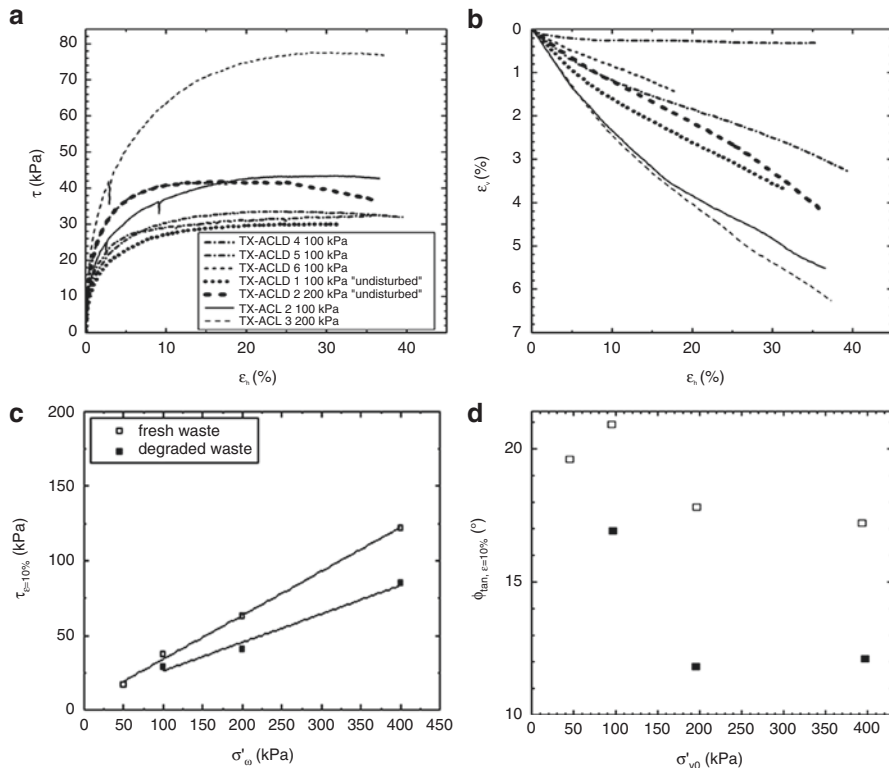 a
80
70
60
50
40
30
20
10
0
τ (kPa)
TX-ACLD 4 100 kPa
TX-ACLD 5 100 kPa
TX-ACLD 6 100 kPa
TX-ACLD 1 100 kPa "undisturbed"
TX-ACLD 2 200 kPa "undisturbed"
TX-ACL 2 100 kPa
TX-ACL 3 200 kPa
0 10 20 30 40
εₕ (%)
b
0
1
2
3
4
5
6
7
εᵥ (%)
0 10 20 30 40
εₕ (%)
c
200
150
100
50
0
τε=10% (kPa)
fresh waste
degraded waste
0 50 100 150 200 250 300 350 400 450
σ'ω (kPa)
d
20
15
10
ϕtan, ε=10% (°)
0 50 100 150 200 250 300 350 400
σ'v0 (kPa)